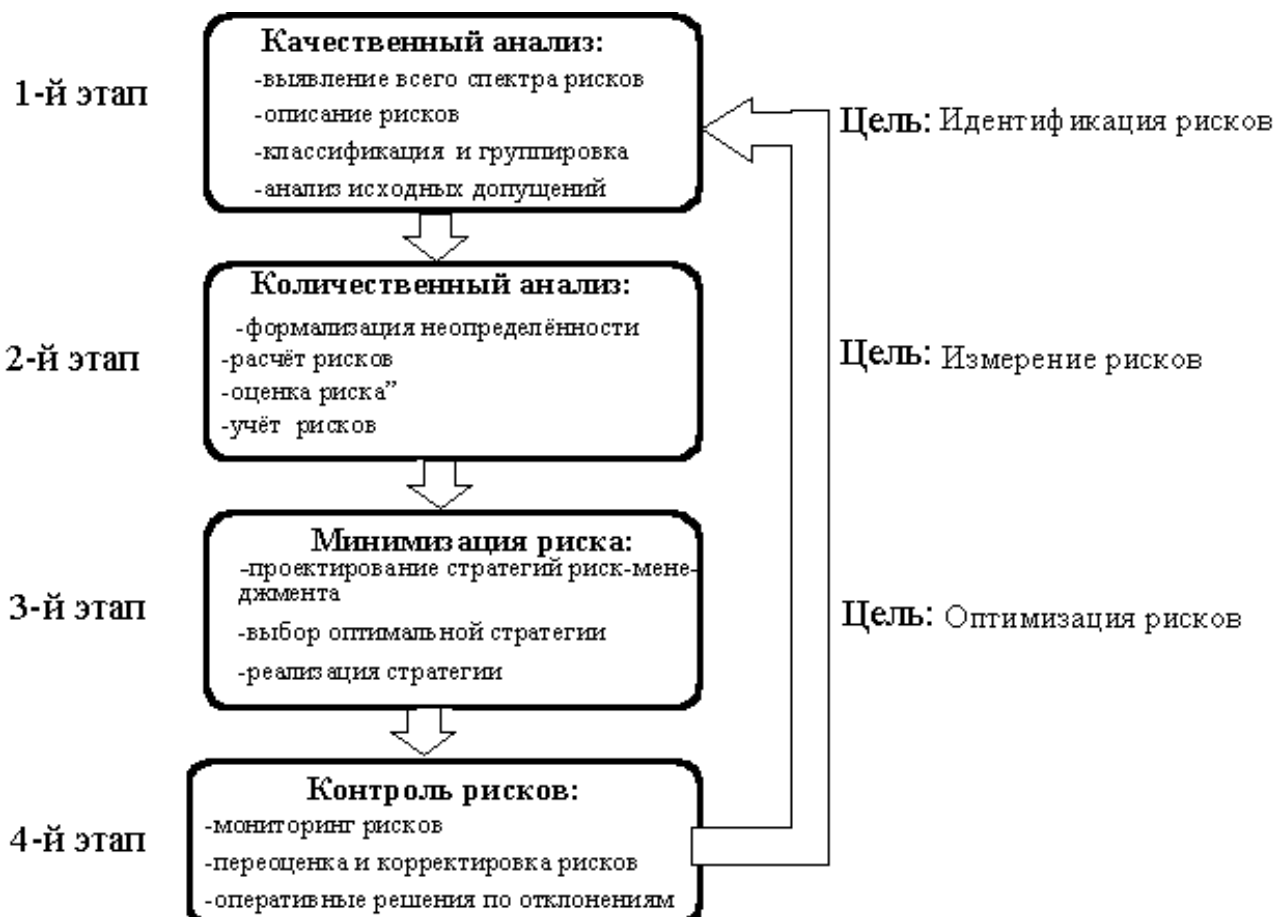 1-й этап
Качественный анализ:
-выявление всего спектра рисков
-описание рисков
-классификация и группировка
-анализ исходных допущений
Цель: Идентификация рисков
2-й этап
Количественный анализ:
-формализация неопределённости
-расчёт рисков
-оценка риска”
-учёт рисков
Цель: Измерение рисков
3-й этап
Минимизация риска:
-проектирование стратегий риск-мене-
джмента
-выбор оптимальной стратегии
-реализация стратегии
Цель: Оптимизация рисков
4-й этап
Контроль рисков:
-мониторинг рисков
-переоценка и корректировка рисков
-оперативные решения по отклонениям